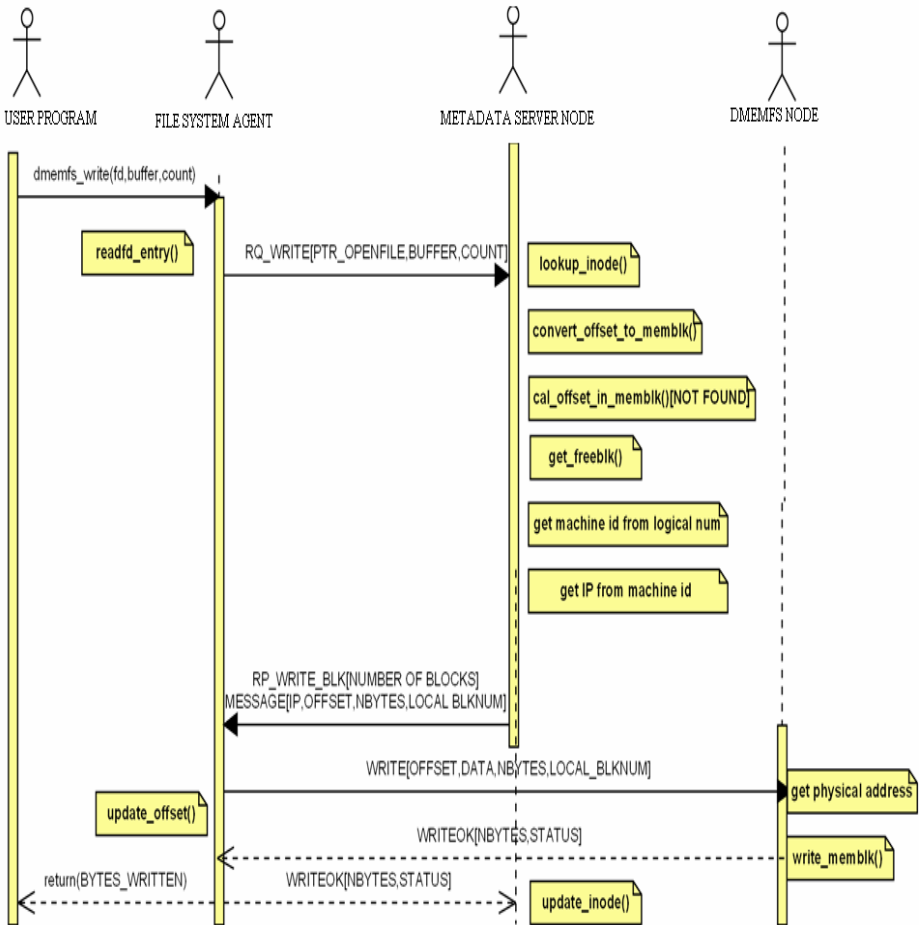 USER PROGRAM
FILE SYSTEM AGENT
METADATA SERVER NODE
DMEMFS NODE
dmemfs_write(fd,buffer,count)
readfd_entry()
RQ_WRITE[PTR_OPENFILE,BUFFER,COUNT]
lookup_inode()
convert_offset_to_memblk()
cal_offset_in_memblk()[NOT FOUND]
get_freeblk()
get machine id from logical num
get IP from machine id
RP_WRITE_BLK[NUMBER OF BLOCKS]
MESSAGE[IP,OFFSET,NBYTES,LOCAL BLKNUM]
WRITE[OFFSET,DATA,NBYTES,LOCAL_BLKNUM]
get physical address
update_offset()
WRITEOK[NBYTES,STATUS]
write_memblk()
return(BYTES_WRITTEN)
WRITEOK[NBYTES,STATUS]
update_inode()